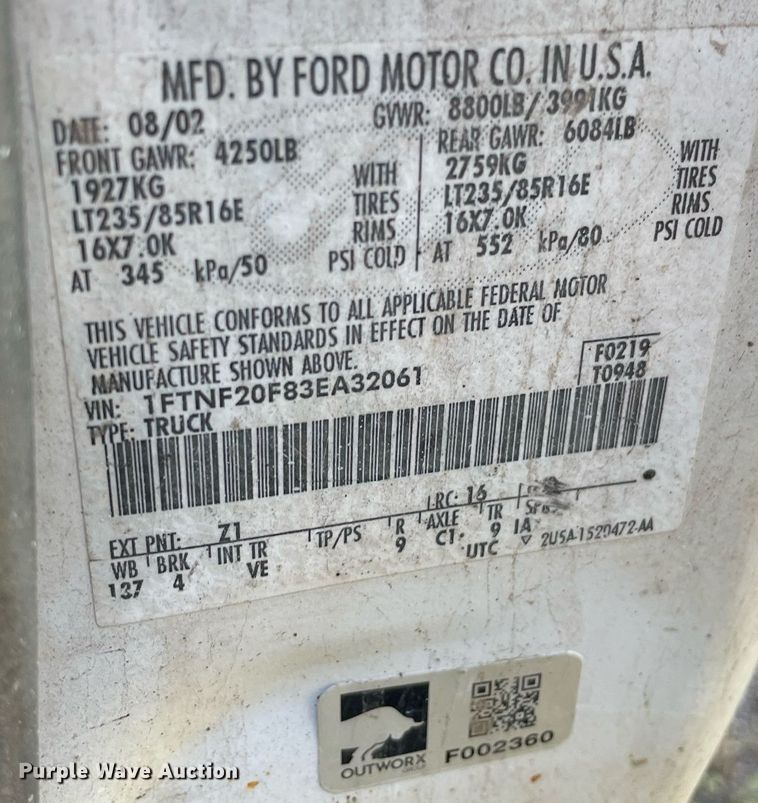 MFD. BY FORD MOTOR CO. IN U.S.A.
DATE: 08/02 GVWR: 8800LB/ 3991KG
FRONT GAWR: 4250LB REAR GAWR: 6084LB
1927KG WITH 2759KG WITH
LT235/85R16E TIRES LT235/85R16E TIRES
16X7.0K RIMS 16X7.0K RIMS
AT 345 kPa/50 PSI COLD AT 552 kPa/80 PSI COLD
THIS VEHICLE CONFORMS TO ALL APPLICABLE FEDERAL MOTOR
VEHICLE SAFETY STANDARDS IN EFFECT ON THE DATE OF
MANUFACTURE SHOWN ABOVE.
F0219
VIN: 1FTNF20F83EA32061 T0948
TYPE: TRUCK
EXT PNT: Z1 RC: 16
WB BRK INT TR TP/PS R AXLE TR
137 4 VE 9 C1 9 IA
UTC ▽ 2USA-1520472-AA
OUTWORX
F002360
Purple Wave Auction